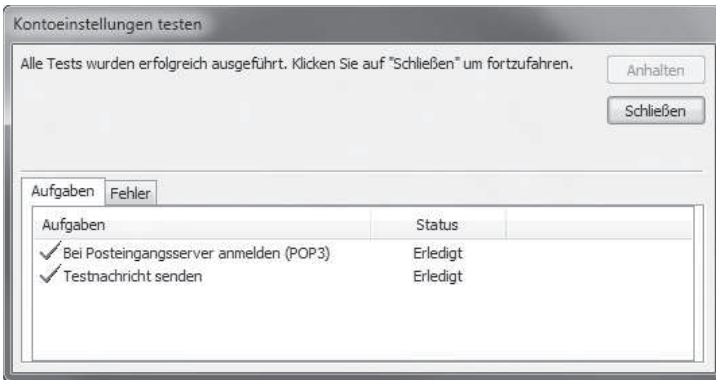 Kontoeinstellungen testen
Alle Tests wurden erfolgreich ausgeführt. Klicken Sie auf "Schließen" um fortzufahren.
Anhalten
Schließen
Aufgaben Fehler
Aufgaben Status
Bei Posteingangsserver anmelden (POP3) Erledigt
Testnachricht senden Erledigt